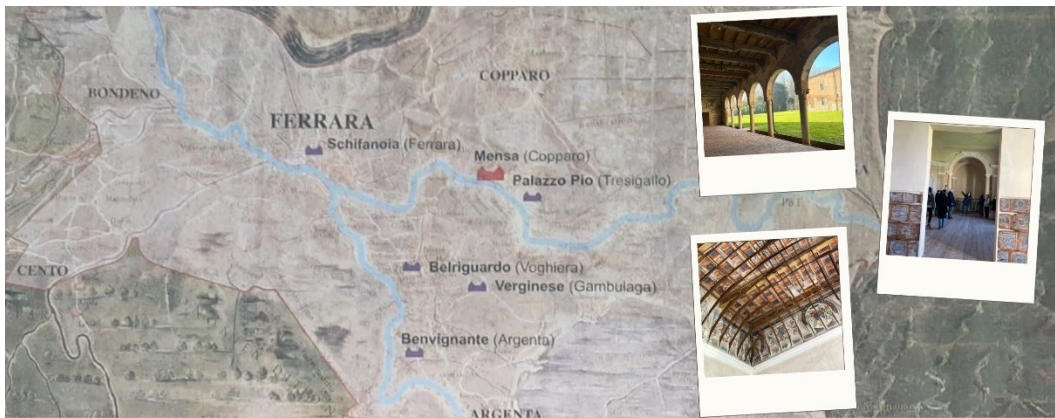 COPPARO
BONDENO
FERRARA
Schifanoia (Ferrara)
Mensa (Copparo)
Palazzo Pio (Tresigallo)
CENTO
Belriguardo (Voghiera)
Verginese (Gambulaga)
Benvignante (Argenta)
ARGENTA